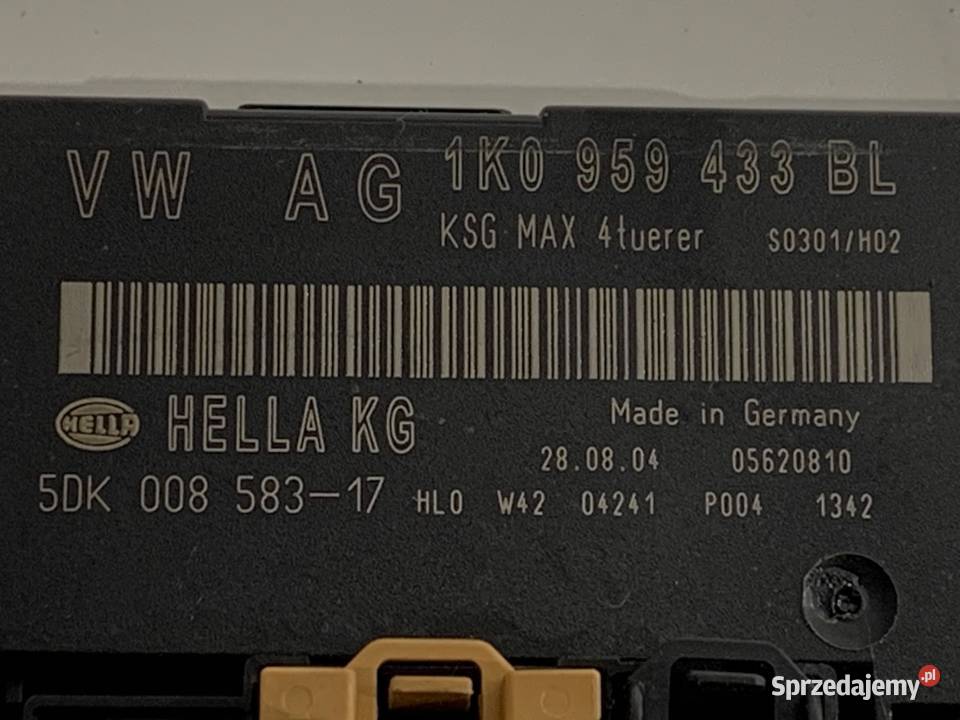 VW AG 1K0 959 433 BL
KSG MAX 4tuerer S0301/H02
HELLA HELLA KG Made in Germany
28.08.04 05620810
5DK 008 583-17 HL0 W42 04241 P004 1342
Sprzedajemy.pl